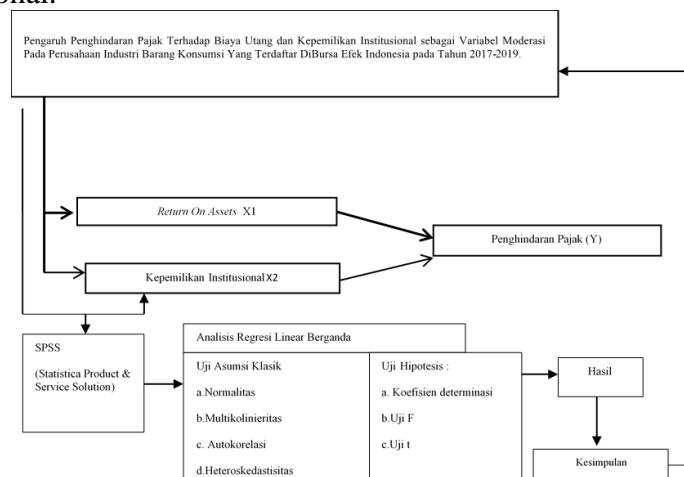 onal.
Pengaruh Penghindaran Pajak Terhadap Biaya Utang dan Kepemilikan Institusional sebagai Variabel Moderasi
Pada Perusahaan Industri Barang Konsumsi Yang Terdaftar DiBursa Efek Indonesia pada Tahun 2017-2019.
Return On Assets X1
Penghindaran Pajak (Y)
Kepemilikan InstitusionalX2
SPSS
(Statistica Product &
Service Solution)
Analisis Regresi Linear Berganda
Uji Asumsi Klasik
a.Normalitas
b.Multikolinieritas
c. Autokorelasi
d.Heteroskedastisitas
Uji Hipotesis :
a. Koefisien determinasi
b.Uji F
c.Uji t
Hasil
Kesimpulan